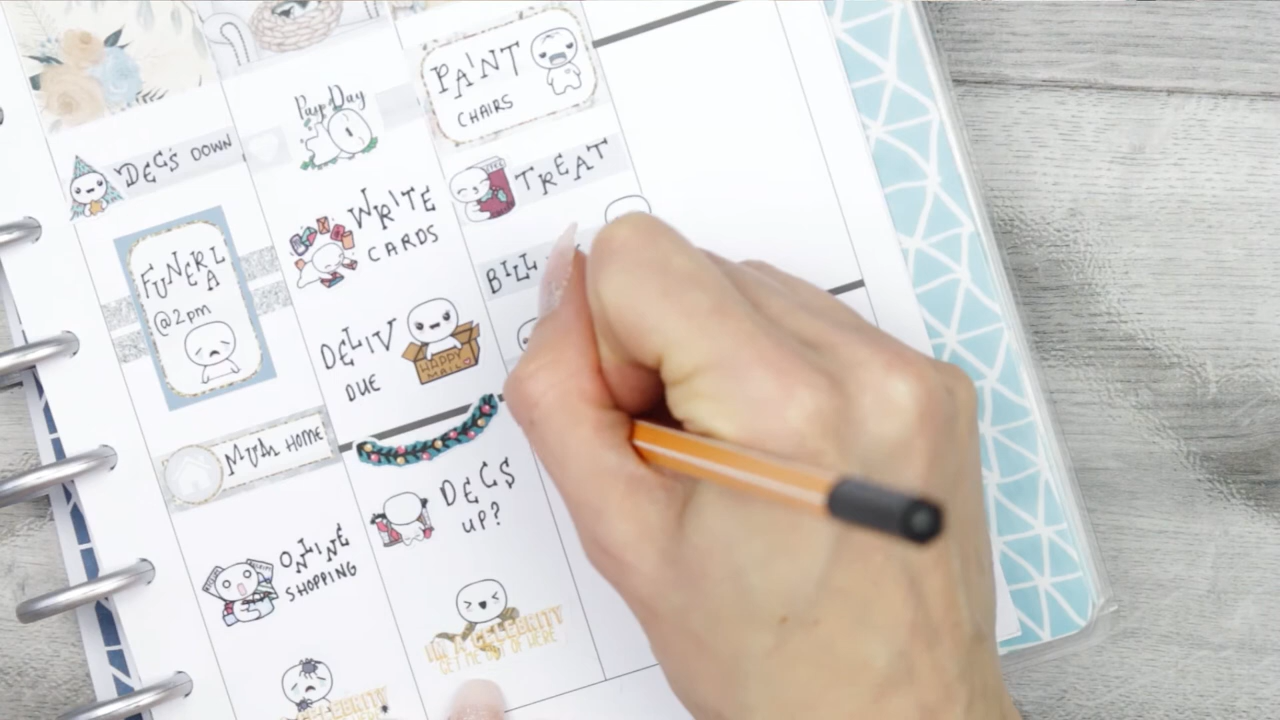 DECS DOWN
FUNERAL
@2pm
MUM HOME
ONLINE
SHOPPING
Pay Day
WRITE
CARDS
DELIV
DUE
HAPPY
MAIL
DECS
UP?
I'M A CELEBRITY
GET ME OUT OF HERE
CELEBRITY
PAINT
CHAIRS
TREAT
BILL